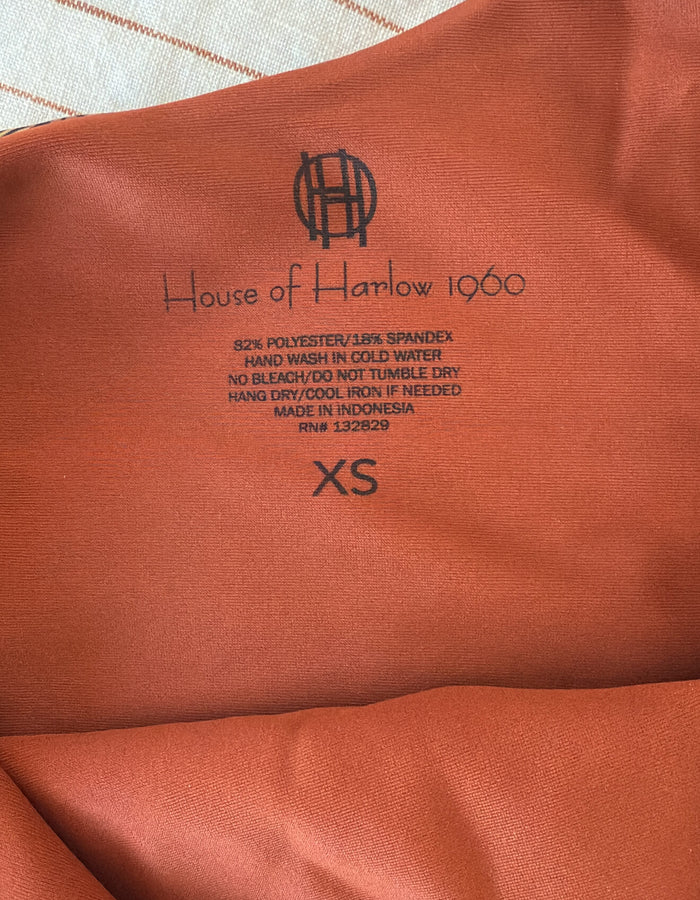 House of Harlow 1960
82% POLYESTER/18% SPANDEX
HAND WASH IN COLD WATER
NO BLEACH/DO NOT TUMBLE DRY
HANG DRY/COOL IRON IF NEEDED
MADE IN INDONESIA
RN# 132829
XS